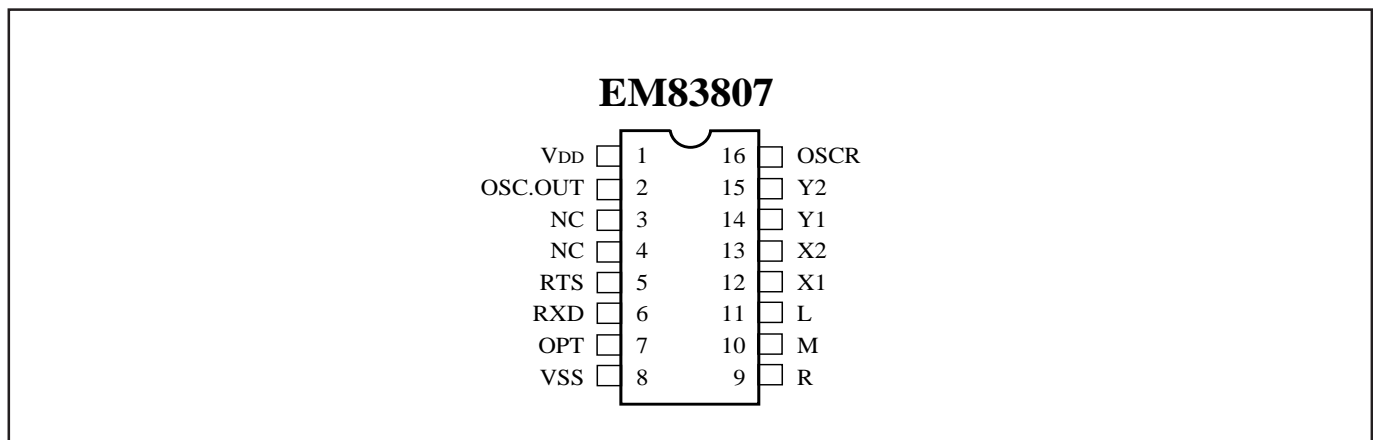 EM83807
VDD 1 16 OSCR
OSC.OUT 2 15 Y2
NC 3 14 Y1
NC 4 13 X2
RTS 5 12 X1
RXD 6 11 L
OPT 7 10 M
VSS 8 9 R